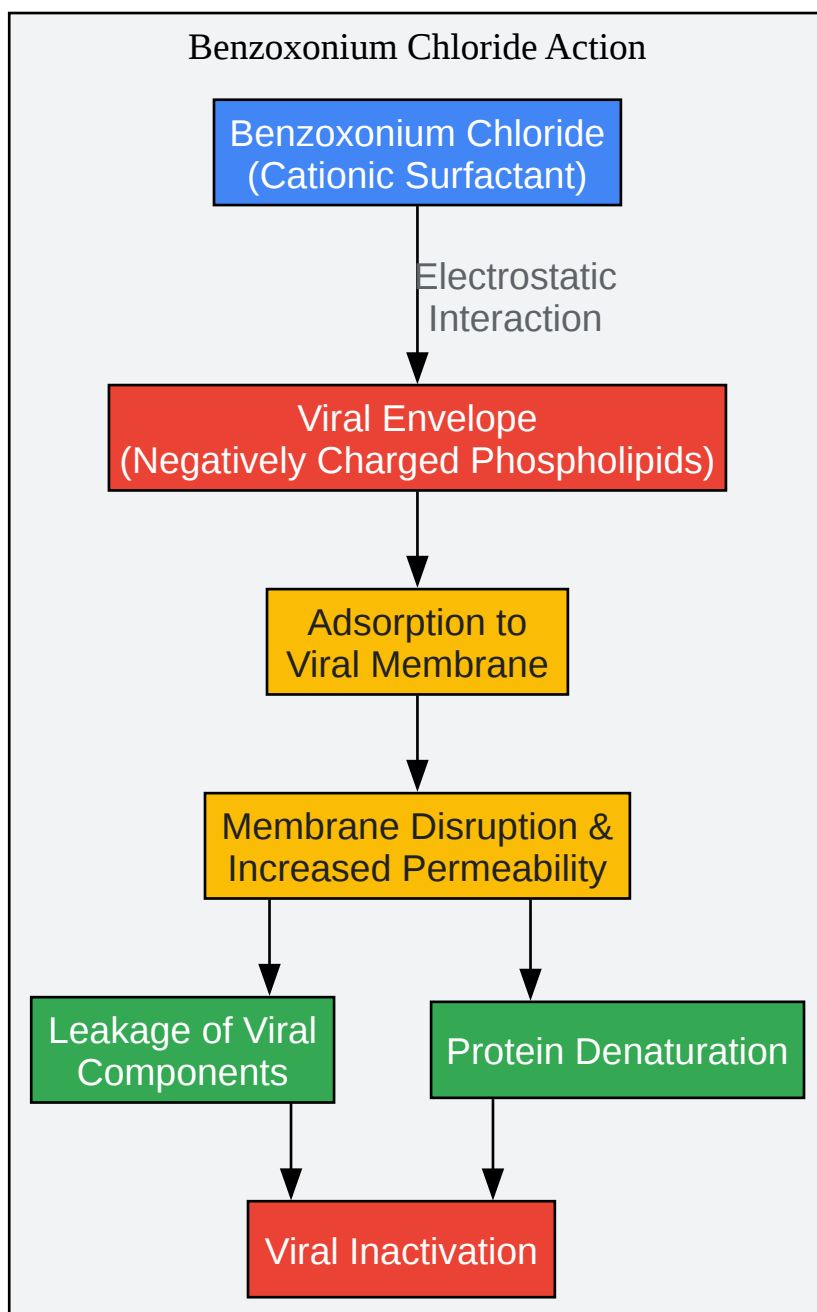 Benzoxonium Chloride Action
Benzoxonium Chloride
(Cationic Surfactant)
Electrostatic
Interaction
Viral Envelope
(Negatively Charged Phospholipids)
Adsorption to
Viral Membrane
Membrane Disruption &
Increased Permeability
Leakage of Viral
Components
Protein Denaturation
Viral Inactivation